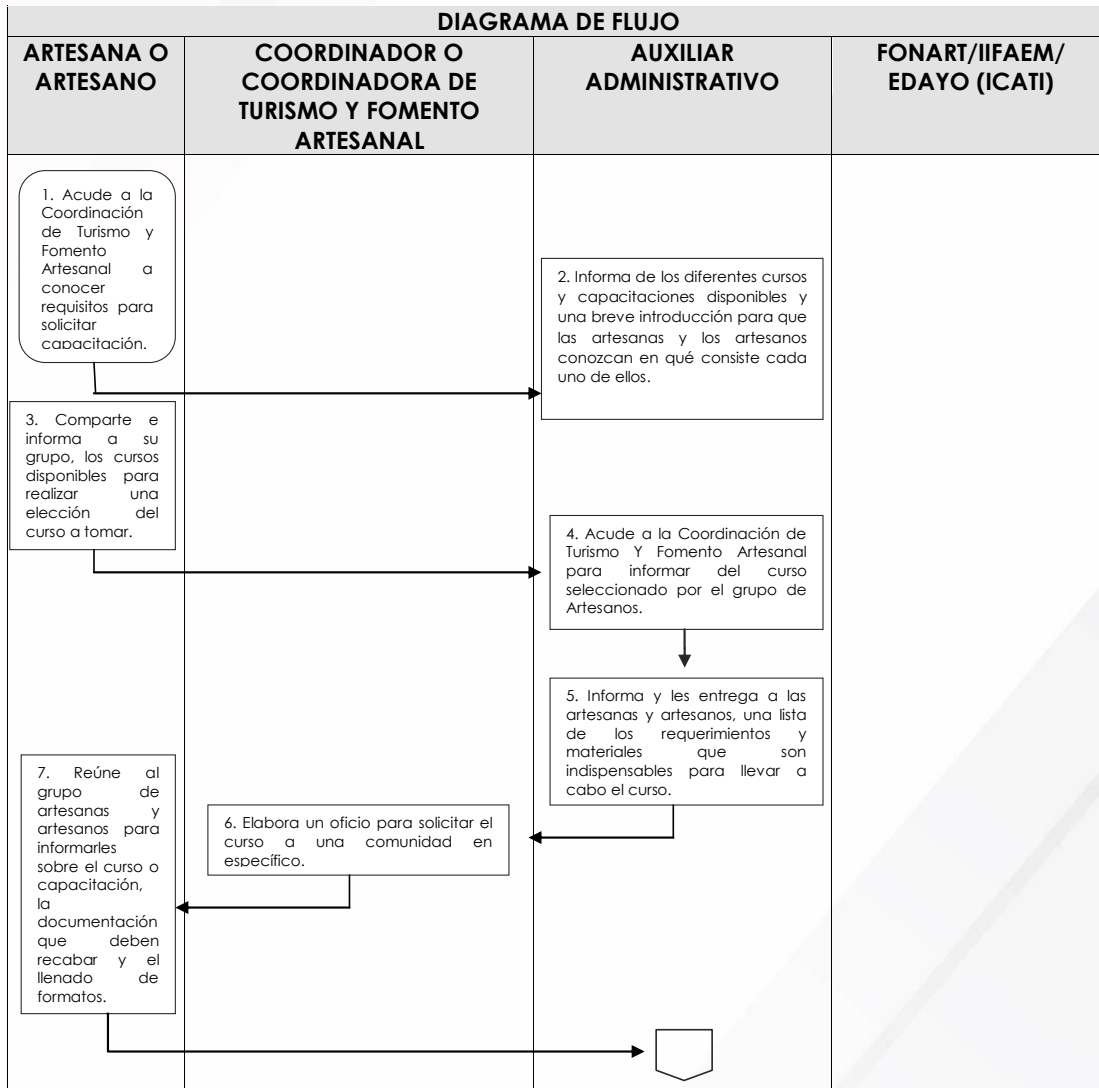 DIAGRAMA DE FLUJO
ARTESANA O
ARTESANO
COORDINADOR O
COORDINADORA DE
TURISMO Y FOMENTO
ARTESANAL
AUXILIAR
ADMINISTRATIVO
FONART/IIFAEM/
EDAYO (ICATI)
1. Acude a la
Coordinación
de Turismo y
Fomento
Artesanal a
conocer
requisitos para
solicitar
capacitación.
2. Informa de los diferentes cursos
y capacitaciones disponibles y
una breve introducción para que
las artesanas y los artesanos
conozcan en qué consiste cada
uno de ellos.
3. Comparte e
informa a su
grupo, los cursos
disponibles para
realizar una
elección del
curso a tomar.
4. Acude a la Coordinación de
Turismo Y Fomento Artesanal
para informar del curso
seleccionado por el grupo de
Artesanos.
5. Informa y les entrega a las
artesanas y artesanos, una lista
de los requerimientos y
materiales que son
indispensables para llevar a
cabo el curso.
6. Elabora un oficio para solicitar el
curso a una comunidad en
específico.
7. Reúne al
grupo de
artesanas y
artesanos para
informarles
sobre el curso o
capacitación,
la
documentación
que deben
recabar y el
llenado de
formatos.